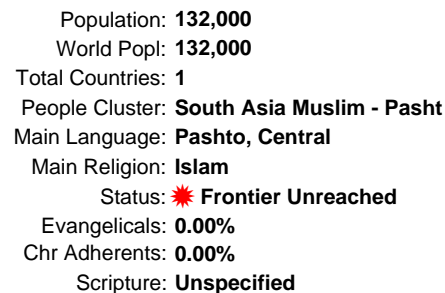 Population: 132,000
World Popl: 132,000
Total Countries: 1
People Cluster: South Asia Muslim - Pasht
Main Language: Pashto, Central
Main Religion: Islam
Status: Frontier Unreached
Evangelicals: 0.00%
Chr Adherents: 0.00%
Scripture: Unspecified